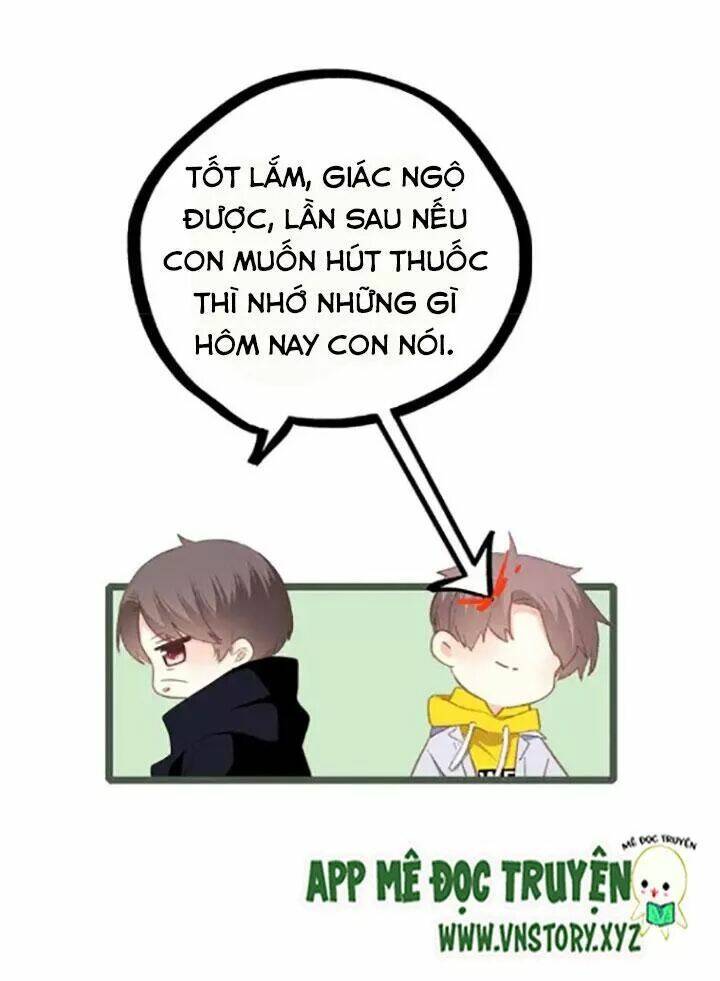 TỐT LẮM, GIÁC NGỘ
ĐƯỢC, LẦN SAU NẾU
CON MUỐN HÚT THUỐC
THÌ NHỚ NHỮNG GÌ
HÔM NAY CON NÓI.
MÊ ĐỌC TRUYỆN
APP MÊ ĐỌC TRUYỆN
WWW.VNSTORY.XYZ